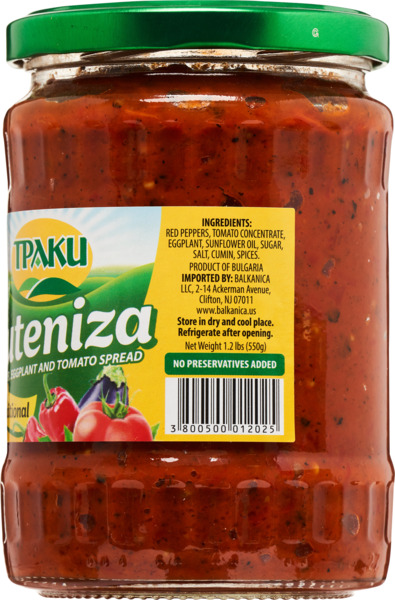 ТРАКИ
uteniza
EGGPLANT AND TOMATO SPREAD
tional
INGREDIENTS:
RED PEPPERS, TOMATO CONCENTRATE,
EGGPLANT, SUNFLOWER OIL, SUGAR,
SALT, CUMIN, SPICES.
PRODUCT OF BULGARIA
IMPORTED BY: BALKANICA
LLC, 2-14 Ackerman Avenue,
Clifton, NJ 07011
www.balkanica.us
Store in dry and cool place.
Refrigerate after opening.
Net Weight 1.2 lbs (550g)
NO PRESERVATIVES ADDED
3 800500 012025